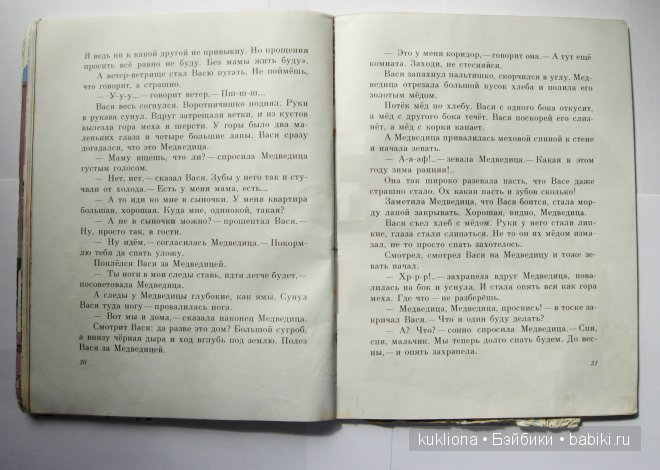 Я ведь ни к какой другой не привыкну. Но прощения
просить всё равно не буду. Без мамы жить буду».
А ветер-ветрище стал Васю пугать. Не поймёшь,
что говорит, а страшно.
— У-у-у...— говорит ветер,— Пш-ш-ш...
Вася весь согнулся. Воротничишко поднял. Руки
в рукава сунул. Вдруг затрещали ветки, и из кустов
вылезла гора меха и шерсти. У горы было два ма-
леньких глаза и четыре большие лапы. Вася сразу
догадался, что это Медведица.
— Маму ищешь, что ли? — спросила Медведица
густым голосом.
— Нет, нет,— сказал Вася. Зубы у него так и сту-
чали от холода.— Есть у меня мама, есть...
— А то иди ко мне в сыночки. У меня квартира
большая, хорошая. Куда мне, одинокой, такая?
— А не в сыночки можно? — прошептал Вася.—
Ну, просто так, в гости.
— Ну идём,— согласилась Медведица.— Покорм-
лю тебя да спать уложу.
Поплёлся Вася за Медведицей.
— Ты ноги в мои следы ставь, идти легче будет,—
посоветовала Медведица.
А следы у Медведицы глубокие, как ямы. Сунул
Вася туда ногу — провалилась нога.
— Вот мы и дома,— сказала наконец Медведица.
Смотрит Вася: да разве это дом? Большой сугроб,
а внизу чёрная дыра и ход вглубь под землю. Полез
Вася за Медведицей.
30
— Это у меня коридор,— говорит она.— А тут ещё
комната. Заходи, не стесняйся.
Вася запахнул пальтишко, скорчился в углу. Мед-
ведица отрезала большой кусок хлеба и полила его
золотым мёдом.
Потёк мёд по хлебу. Вася с одного бока откусит,
а мёд с другого бока течёт. Вася поскорей его слиз-
нёт, а мёд с корки капает.
А Медведица привалилась меховой спиной к стене
и начала зевать.
— А-а-аф!..— зевала Медведица.— Какая в этом
году зима ранняя!..
Она так широко разевала пасть, что Васе даже
страшно стало. Ох какая пасть и зубов сколько!
Заметила Медведица, что Вася боится, стала мор-
ду лапой закрывать. Хорошая, видно, Медведица.
Вася съел хлеб с мёдом. Руки у него стали лип-
кие, глаза стали слипаться. Не то он их мёдом изма-
зал, не то просто спать захотелось.
Смотрел, смотрел Вася на Медведицу и тоже зе-
вать начал.
— Хр-р-р!..— захрапела вдруг Медведица, пова-
лилась на бок и уснула. И стала опять вся как гора
меха. Где что — не разберёшь.
— Медведица, Медведица, проснись! — в тоске за-
кричал Вася.— Что я один буду делать?
— А? Что? — сонно спросила Медведица.— Спи,
спи, мальчик. Мы теперь долго спать будем. До вес-
ны,— и опять захрапела.
31
kukliona • Бэйбики • babiki.ru